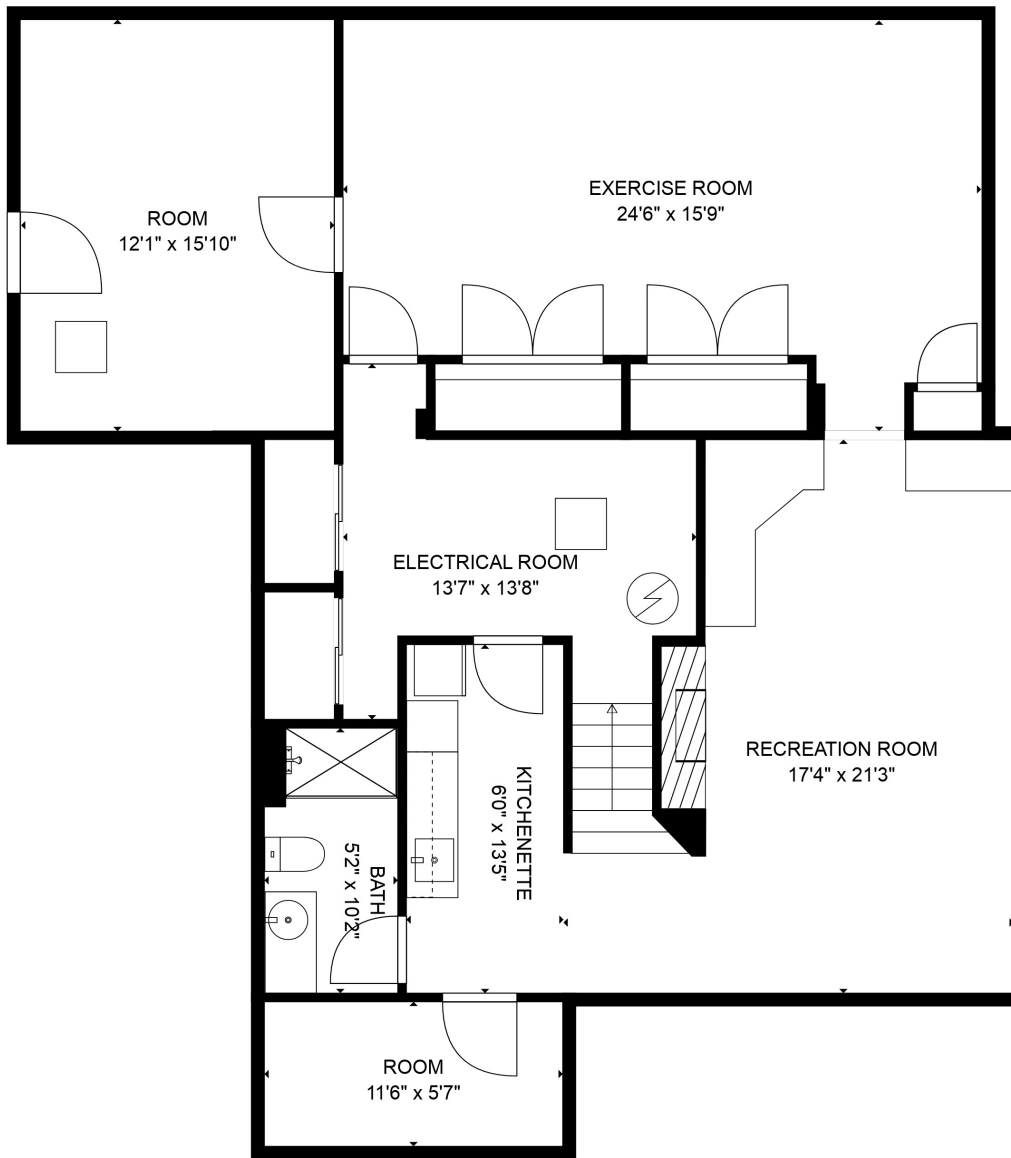 EXERCISE ROOM
24'6" x 15'9"
ROOM
12'1" x 15'10"
ELECTRICAL ROOM
13'7" x 13'8"
RECREATION ROOM
17'4" x 21'3"
KITCHENETTE
6'0" x 13'5"
BATH
5'2" x 10'2"
ROOM
11'6" x 5'7"